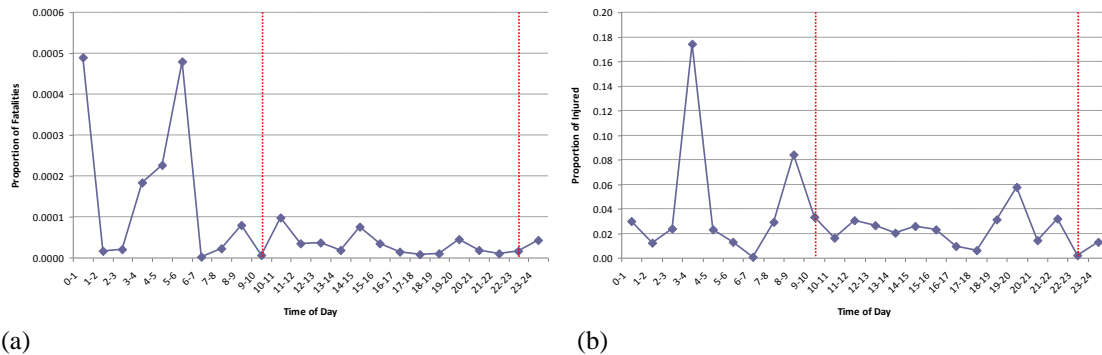 0.0006
0.0005
0.0004
0.0003
0.0002
0.0001
0.0000
Proportion of Fatalities
0-1 1-2 2-3 3-4 4-5 5-6 6-7 7-8 8-9 9-10 10-11 11-12 12-13 13-14 14-15 15-16 16-17 17-18 18-19 19-20 20-21 21-22 22-23 23-24
Time of Day
(a)
0.20
0.18
0.16
0.14
0.12
0.10
0.08
0.06
0.04
0.02
0.00
Proportion of Injured
0-1 1-2 2-3 3-4 4-5 5-6 6-7 7-8 8-9 9-10 10-11 11-12 12-13 13-14 14-15 15-16 16-17 17-18 18-19 19-20 20-21 21-22 22-23 23-24
Time of Day
(b)